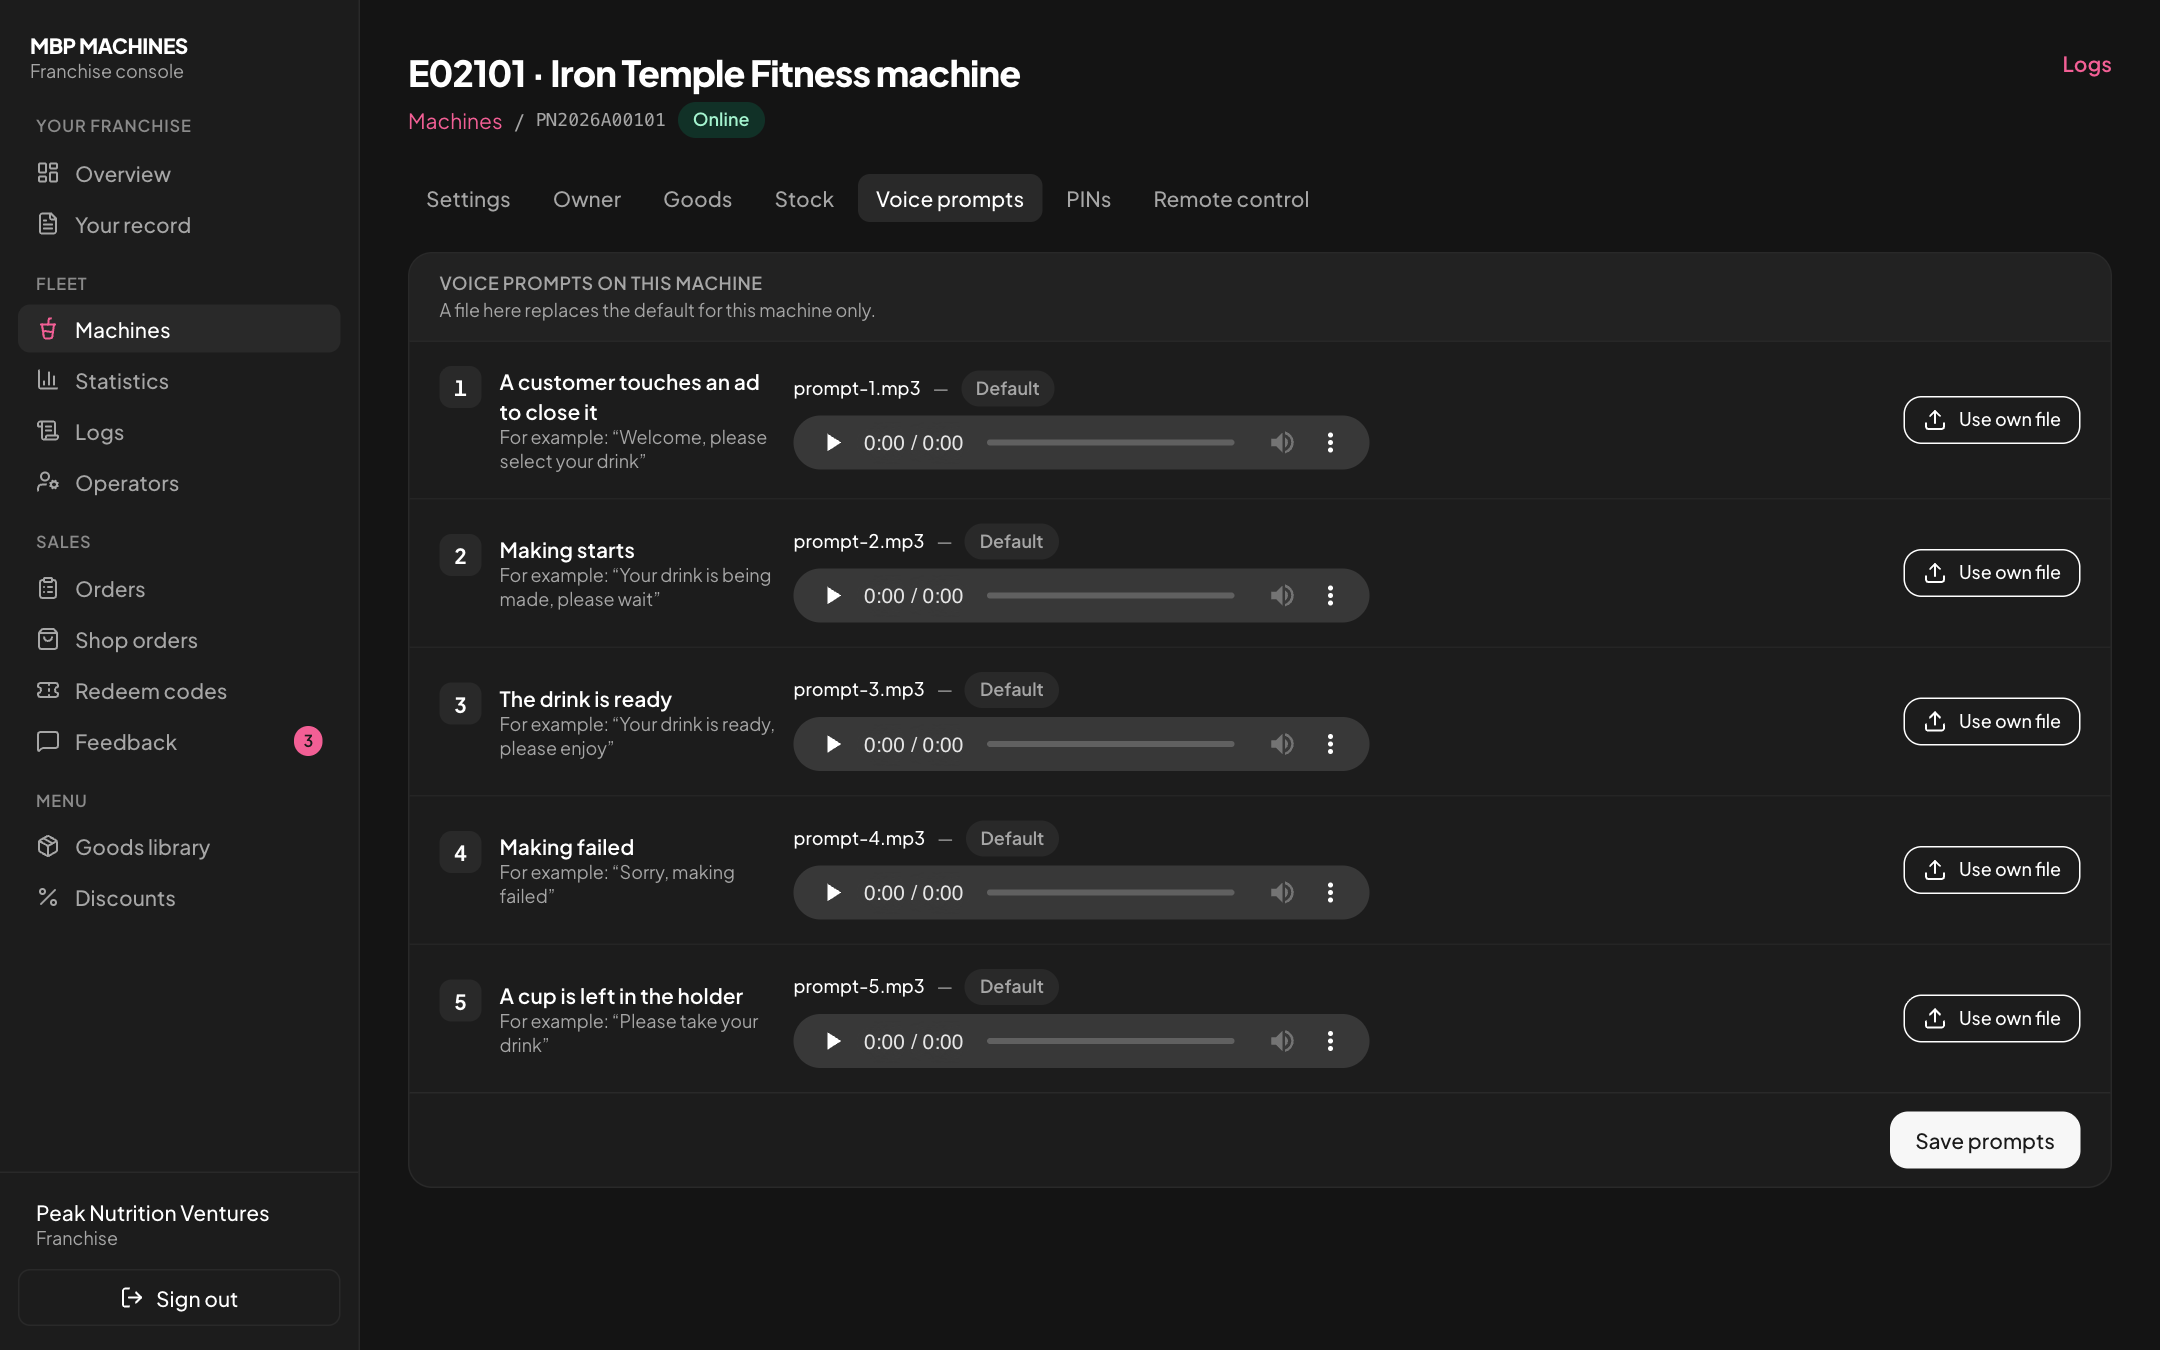 MBP MACHINES
Franchise console
YOUR FRANCHISE
Overview
Your record
FLEET
Machines
Statistics
Logs
Operators
SALES
Orders
Shop orders
Redeem codes
Feedback 3
MENU
Goods library
Discounts
Peak Nutrition Ventures
Franchise
Sign out
E02101 · Iron Temple Fitness machine
Logs
Machines / PN2026A00101 Online
Settings Owner Goods Stock Voice prompts PINs Remote control
VOICE PROMPTS ON THIS MACHINE
A file here replaces the default for this machine only.
1
A customer touches an ad
to close it
For example: “Welcome, please
select your drink”
prompt-1.mp3 — Default
0:00 / 0:00
Use own file
2
Making starts
For example: “Your drink is being
made, please wait”
prompt-2.mp3 — Default
0:00 / 0:00
Use own file
3
The drink is ready
For example: “Your drink is ready,
please enjoy”
prompt-3.mp3 — Default
0:00 / 0:00
Use own file
4
Making failed
For example: “Sorry, making
failed”
prompt-4.mp3 — Default
0:00 / 0:00
Use own file
5
A cup is left in the holder
For example: “Please take your
drink”
prompt-5.mp3 — Default
0:00 / 0:00
Use own file
Save prompts